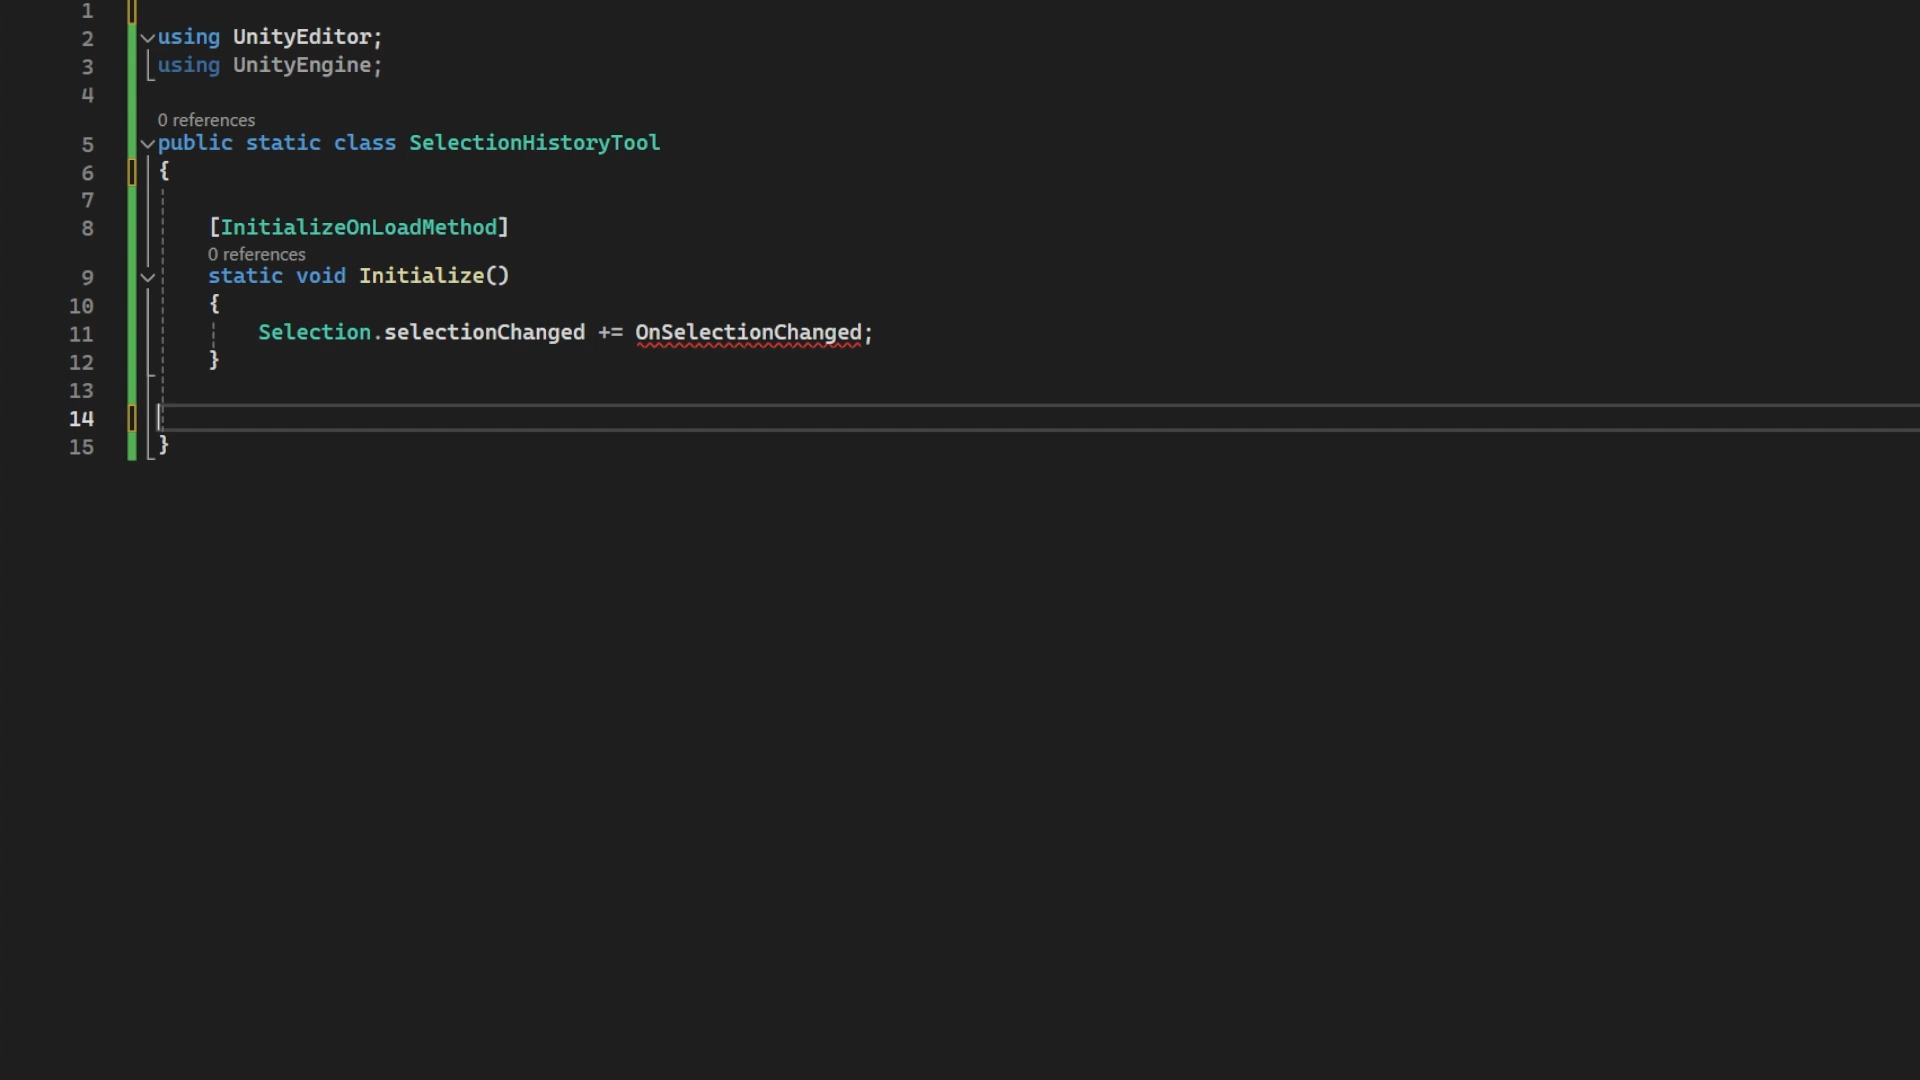 1
2 using UnityEditor;
3 using UnityEngine;
4
0 references
5 public static class SelectionHistoryTool
6 {
7
8 [InitializeOnLoadMethod]
0 references
9 static void Initialize()
10 {
11 Selection.selectionChanged += OnSelectionChanged;
12 }
13
14
15 }